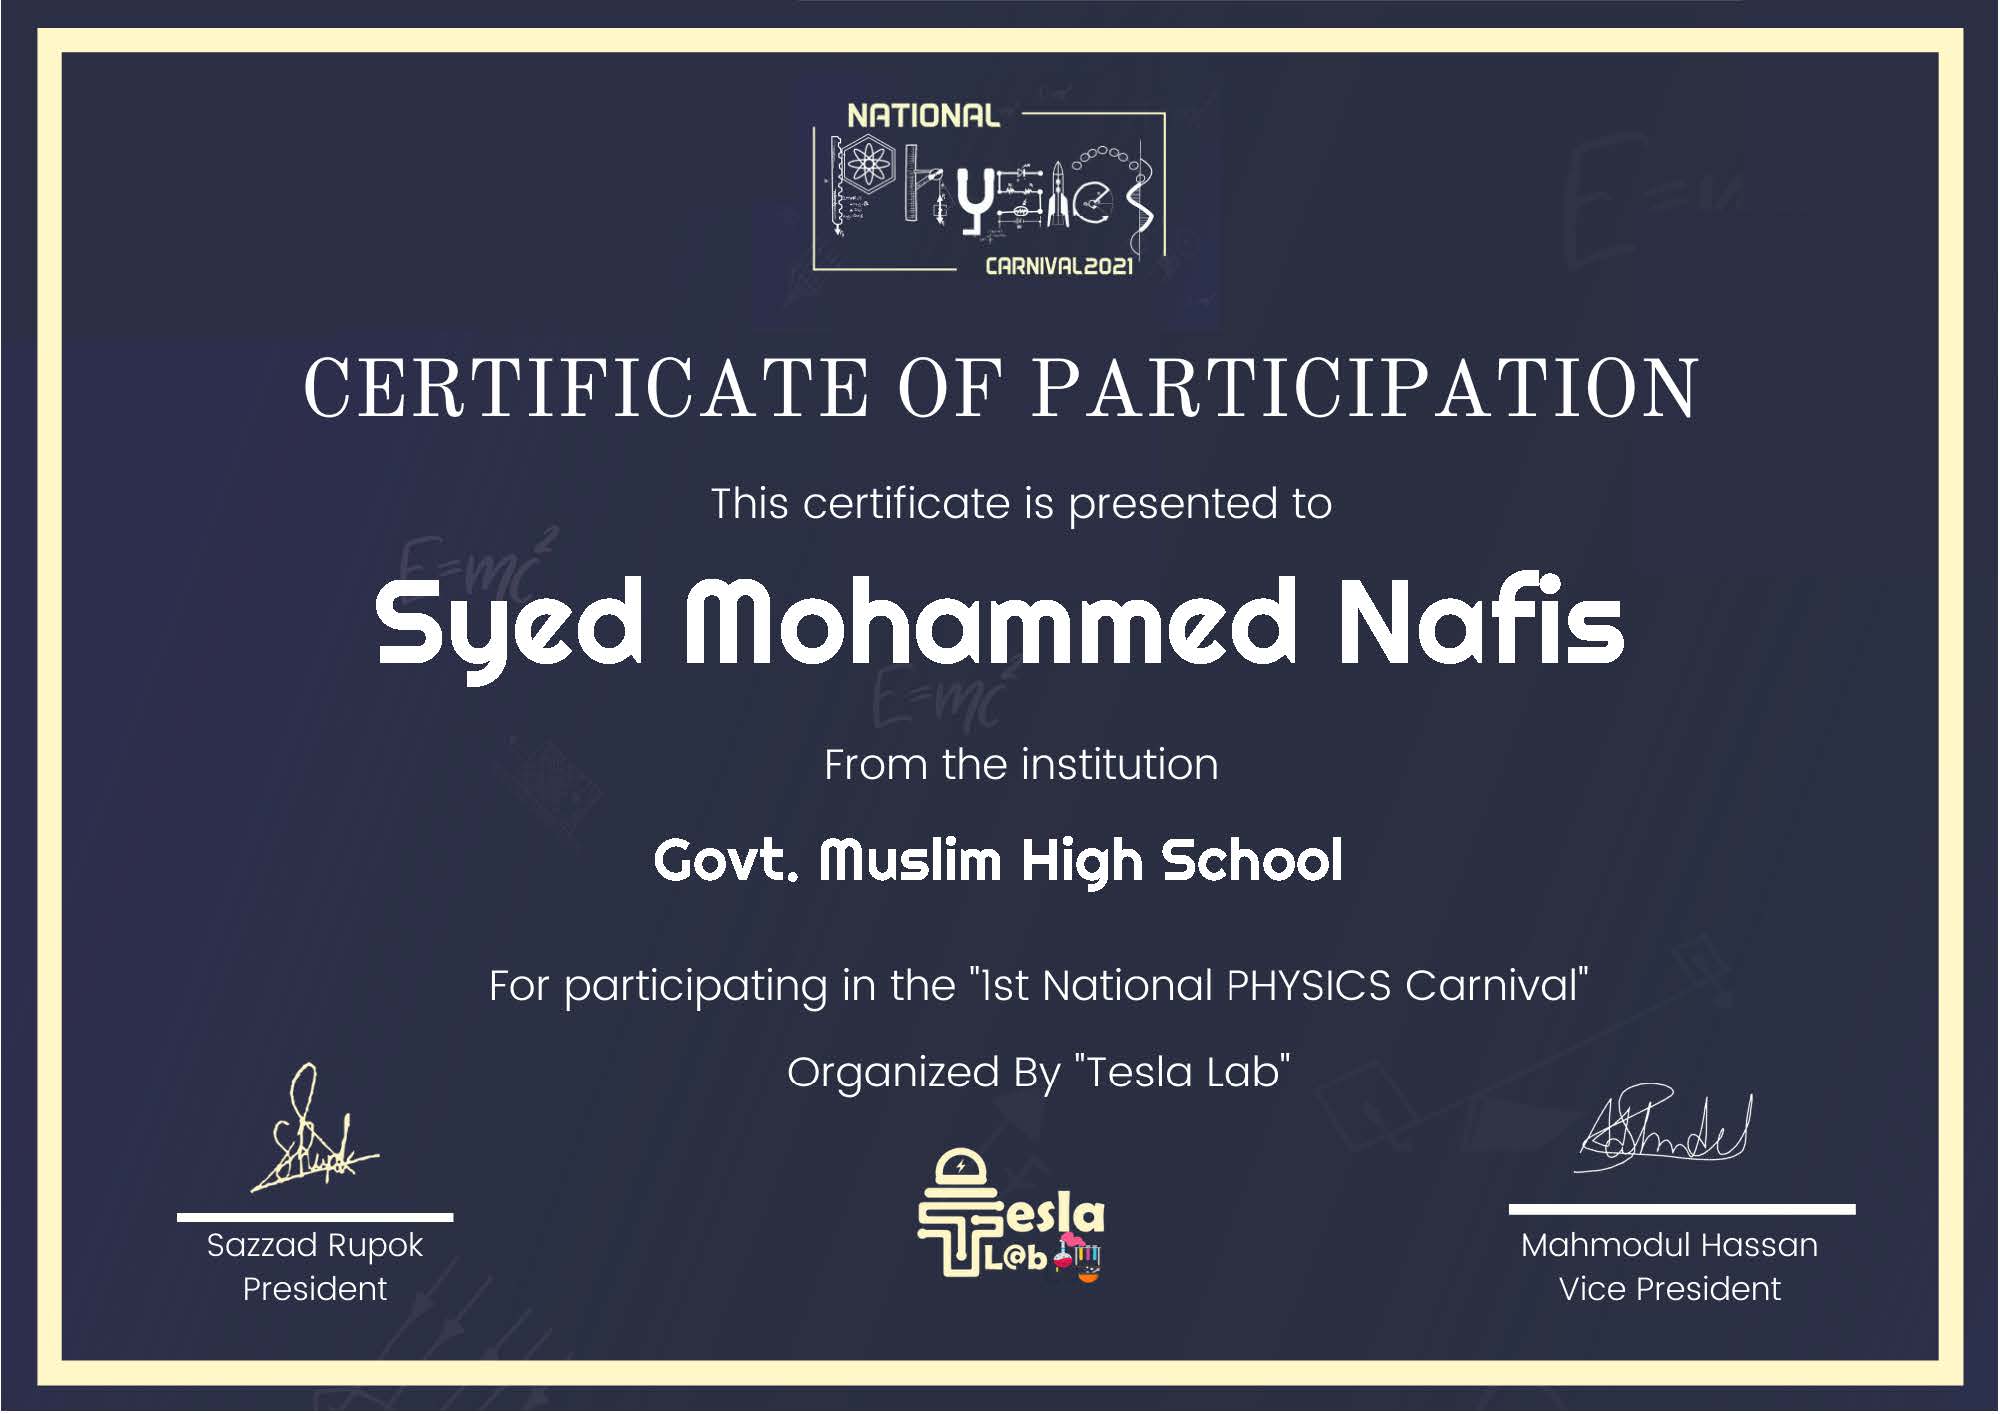 NATIONAL
Physics
CARNIVAL2021
E=m
CERTIFICATE OF PARTICIPATION
This certificate is presented to
E=mc²
Syed Mohammed Nafis
E=mc²
From the institution
Govt. Muslim High School
For participating in the "1st National PHYSICS Carnival"
Organized By "Tesla Lab"
Tesla
L@b
Sazzad Rupok
President
Mahmodul Hassan
Vice President